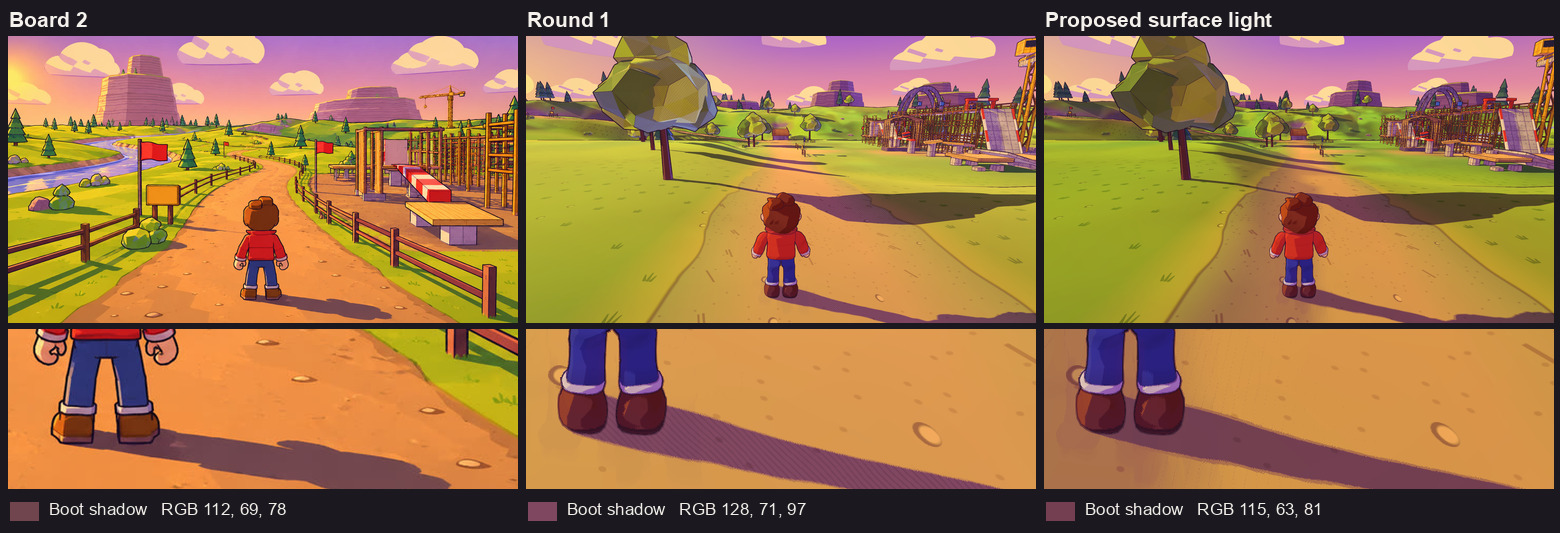 Board 2
Round 1
Proposed surface light
Boot shadow RGB 112, 69, 78
Boot shadow RGB 128, 71, 97
Boot shadow RGB 115, 63, 81